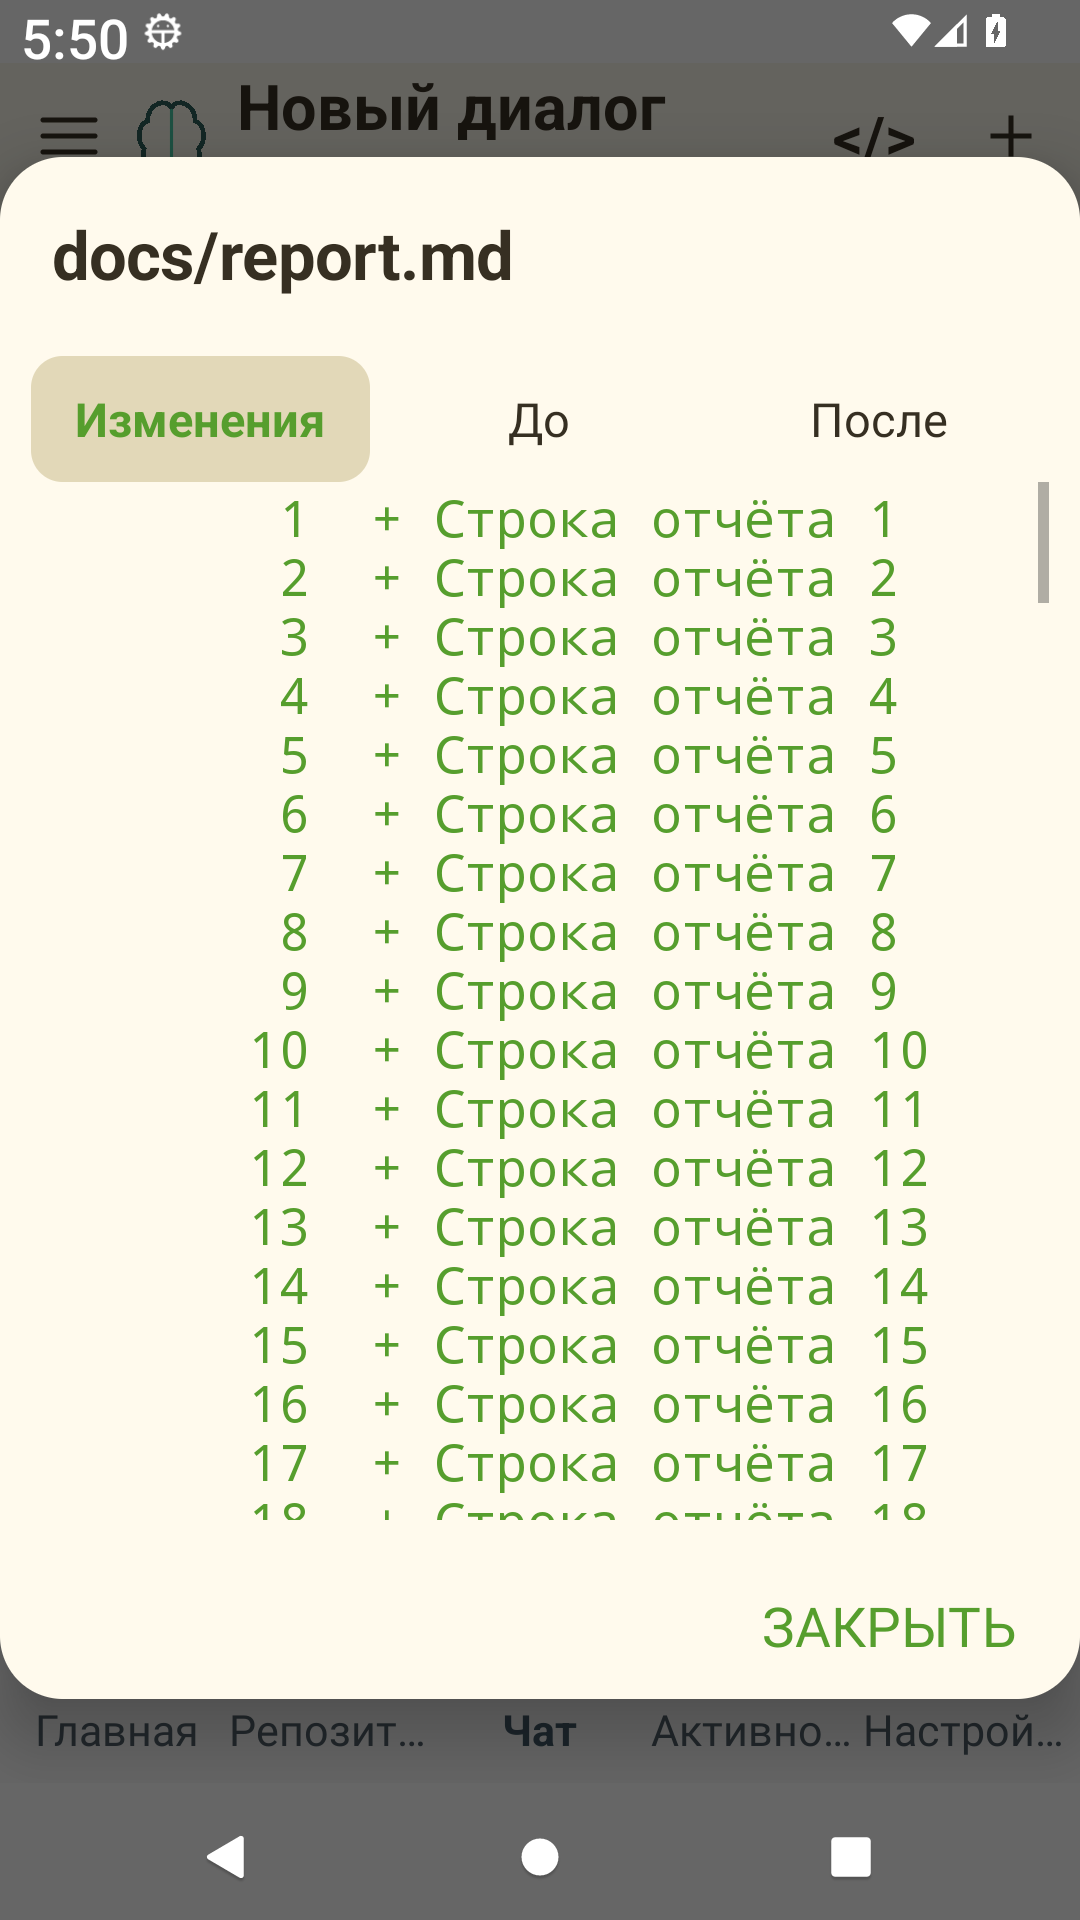 5:50
Новый диалог
</> +
docs/report.md
Изменения До После
1 + Строка отчёта 1
2 + Строка отчёта 2
3 + Строка отчёта 3
4 + Строка отчёта 4
5 + Строка отчёта 5
6 + Строка отчёта 6
7 + Строка отчёта 7
8 + Строка отчёта 8
9 + Строка отчёта 9
10 + Строка отчёта 10
11 + Строка отчёта 11
12 + Строка отчёта 12
13 + Строка отчёта 13
14 + Строка отчёта 14
15 + Строка отчёта 15
16 + Строка отчёта 16
17 + Строка отчёта 17
18 + Строка отчёта 18
ЗАКРЫТЬ
Главная Репозит... Чат Активно... Настрой...